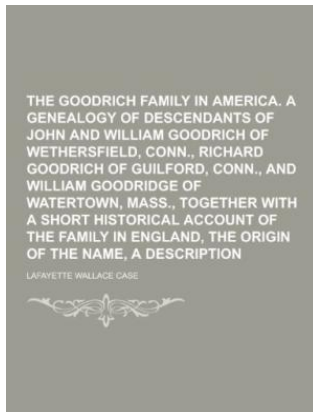 THE GOODRICH FAMILY IN AMERICA. A
GENEALOGY OF DESCENDANTS OF
JOHN AND WILLIAM GOODRICH OF
WETHERSFIELD, CONN., RICHARD
GOODRICH OF GUILFORD, CONN., AND
WILLIAM GOODRIDGE OF
WATERTOWN, MASS., TOGETHER WITH
A SHORT HISTORICAL ACCOUNT OF
THE FAMILY IN ENGLAND, THE ORIGIN
OF THE NAME, A DESCRIPTION
LAFAYETTE WALLACE CASE